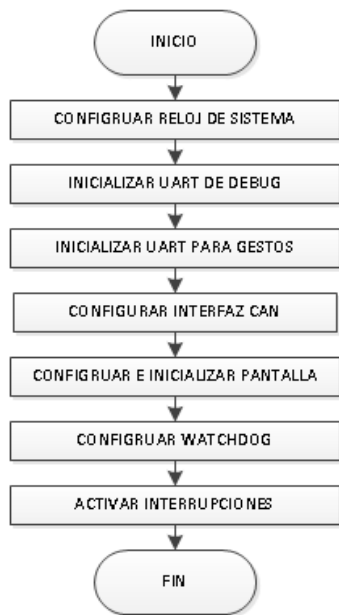 INICIO
CONFIGRUAR RELOJ DE SISTEMA
INICIALIZAR UART DE DEBUG
INICIALIZAR UART PARA GESTOS
CONFIGURAR INTERFAZ CAN
CONFIGRUAR E INICIALIZAR PANTALLA
CONFIGRUAR WATCHDOG
ACTIVAR INTERRUPCIONES
FIN